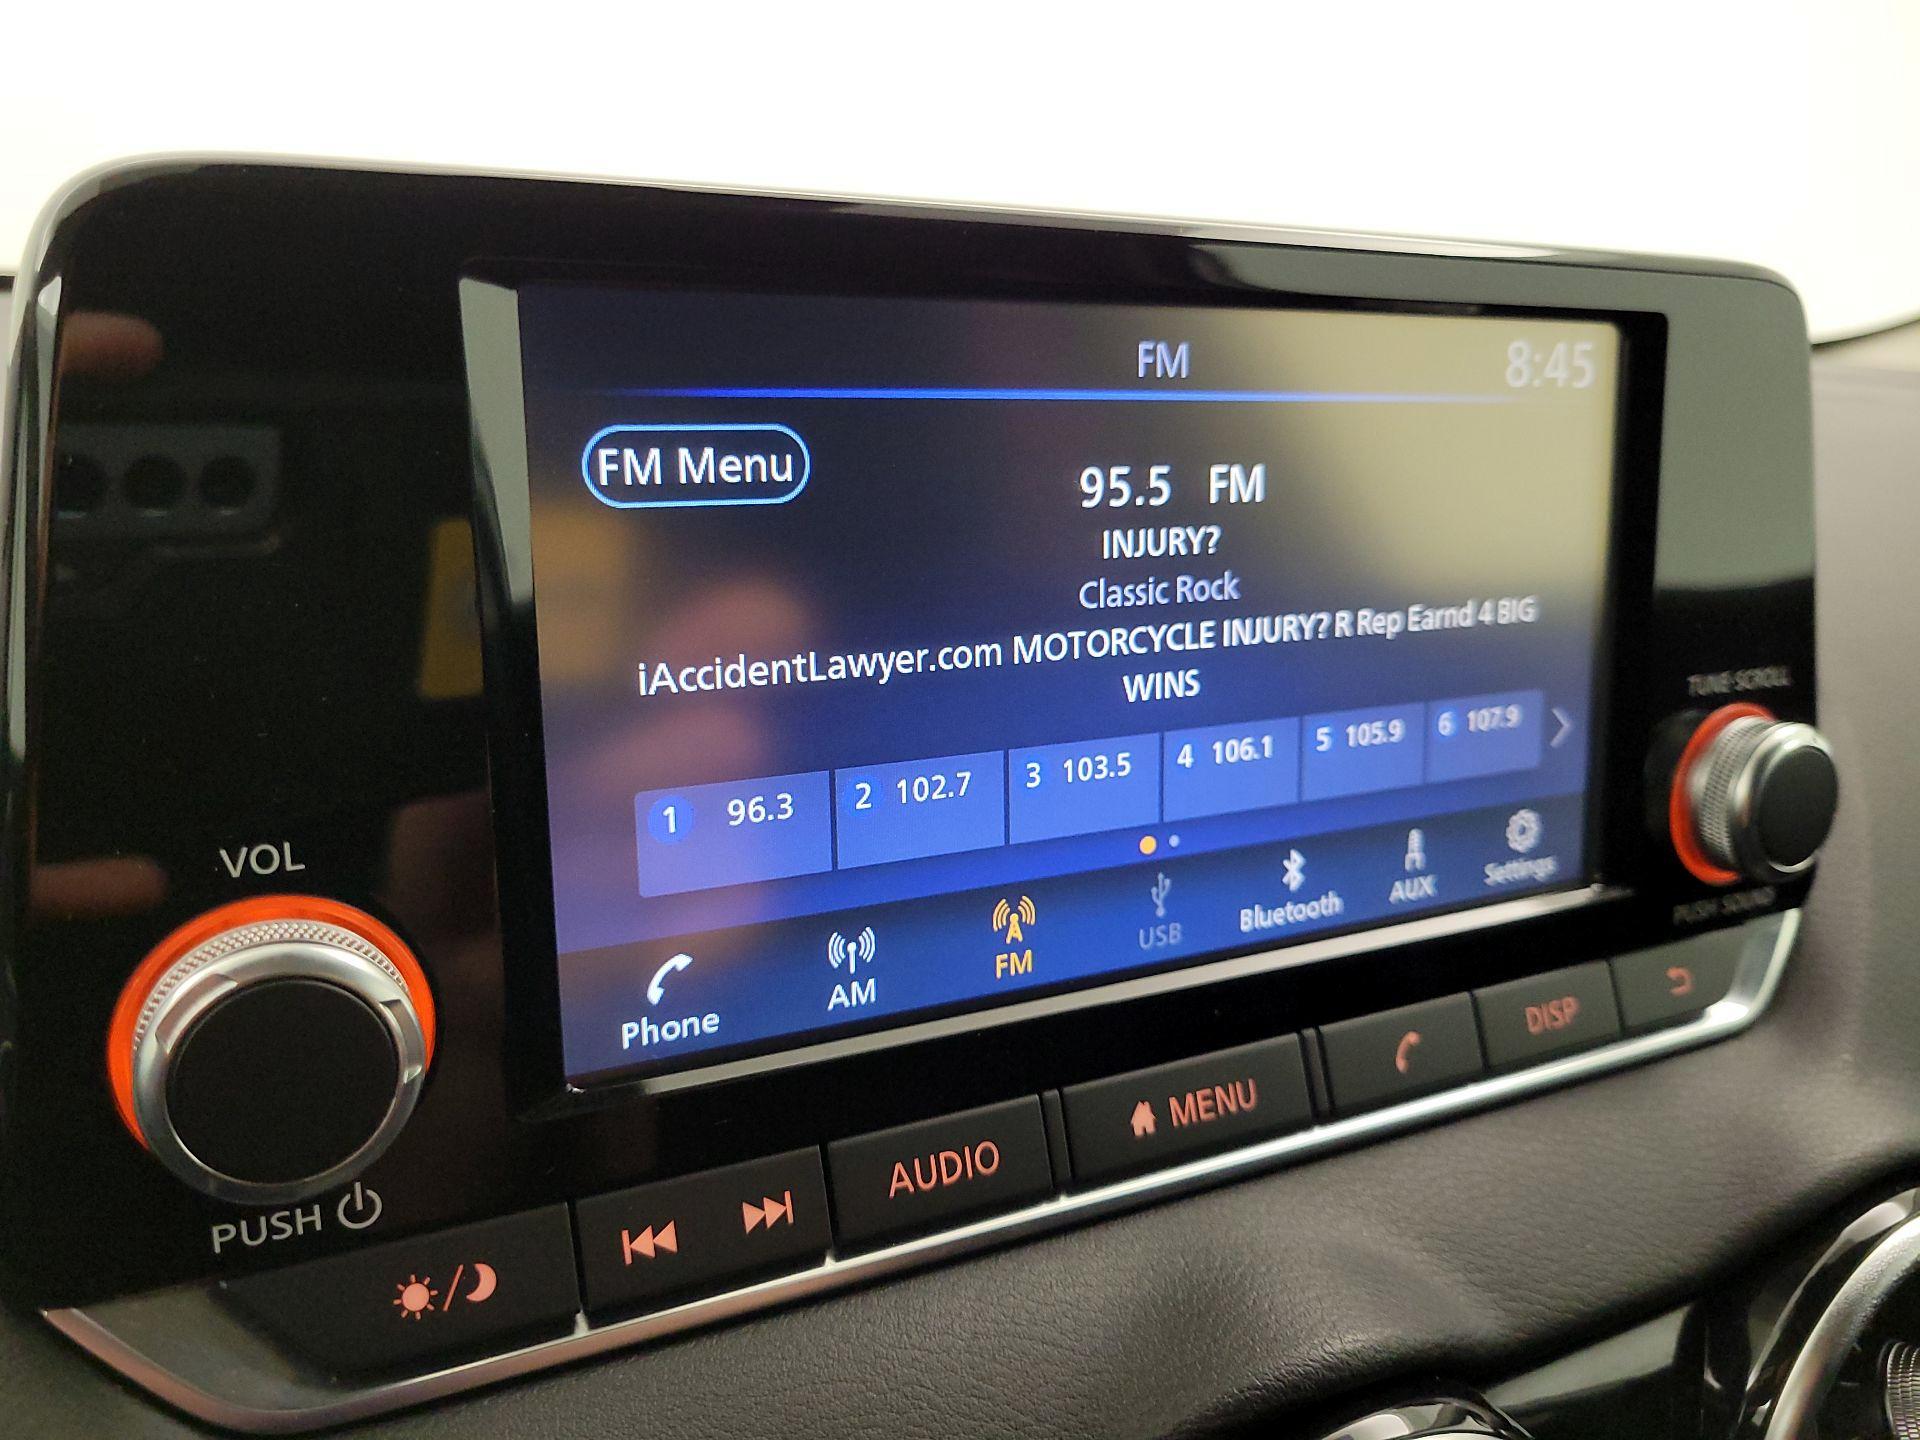 FM 8:45
FM Menu
95.5 FM
INJURY?
Classic Rock
iAccidentLawyer.com MOTORCYCLE INJURY? R Rep Earnd 4 BIG
WINS
1 96.3 2 102.7 3 103.5 4 106.1 5 105.9 6 107.9
Phone AM FM USB Bluetooth AUX Settings
VOL
PUSH
TUNE·SCROLL
PUSH SOUND
AUDIO MENU DISP